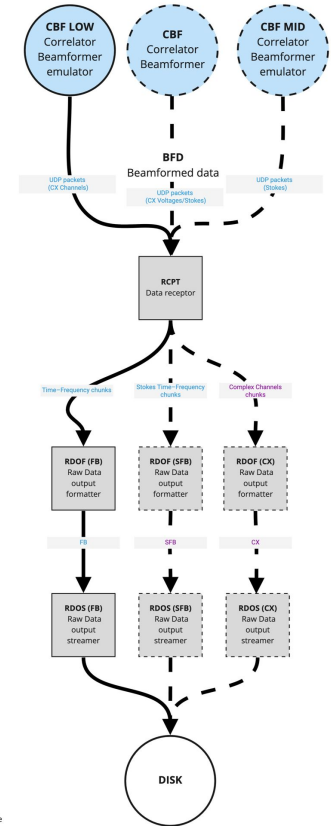 CBF LOW
Correlator
Beamformer
emulator
CBF
Correlator
Beamformer
CBF MID
Correlator
Beamformer
emulator
BFD
Beamformed data
UDP packets
(CX Channels)
UDP packets
(CX Voltages/Stokes)
UDP packets
(Stokes)
RCPT
Data receptor
Time–Frequency chunks
Stokes Time–Frequency
chunks
Complex Channels
chunks
RDOF (FB)
Raw Data
output
formatter
RDOF (SFB)
Raw Data
output
formatter
RDOF (CX)
Raw Data
output
formatter
FB
SFB
CX
RDOS (FB)
Raw Data
output
streamer
RDOS (SFB)
Raw Data
output
streamer
RDOS (CX)
Raw Data
output
streamer
DISK